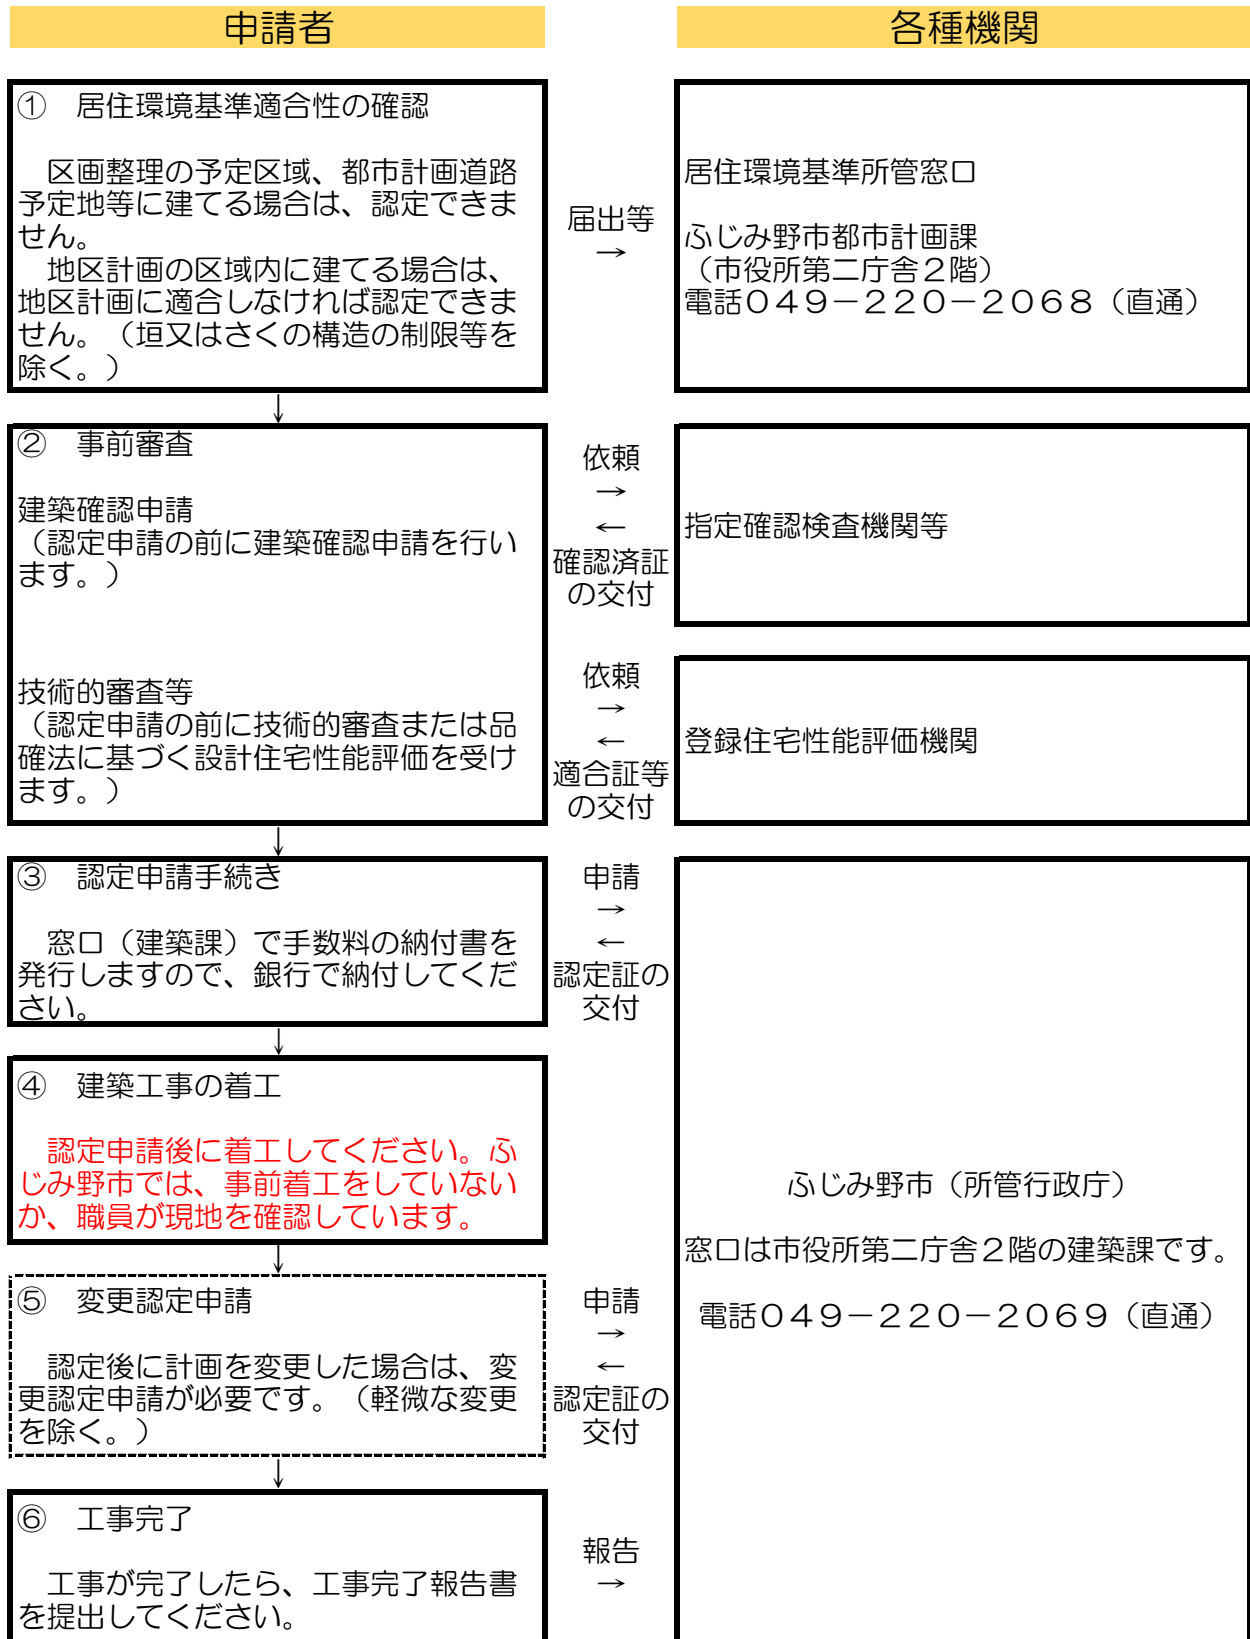 申請者
各種機関
① 居住環境基準適合性の確認
区画整理の予定区域、都市計画道路
予定地等に建てる場合は、認定できま
せん。
地区計画の区域内に建てる場合は、
地区計画に適合しなければ認定できま
せん。（垣又はさくの構造の制限等を
除く。）
届出等
→
居住環境基準所管窓口
ふじみ野市都市計画課
（市役所第二庁舎２階）
電話０４９－２２０－２０６８（直通）
↓
② 事前審査
建築確認申請
（認定申請の前に建築確認申請を行い
ます。）
依頼
→
←
確認済証
の交付
指定確認検査機関等
技術的審査等
（認定申請の前に技術的審査または品
確法に基づく設計住宅性能評価を受け
ます。）
依頼
→
←
適合証等
の交付
登録住宅性能評価機関
↓
③ 認定申請手続き
窓口（建築課）で手数料の納付書を
発行しますので、銀行で納付してくだ
さい。
申請
→
←
認定証の
交付
↓
④ 建築工事の着工
認定申請後に着工してください。ふ
じみ野市では、事前着工をしていない
か、職員が現地を確認しています。
ふじみ野市（所管行政庁）
窓口は市役所第二庁舎２階の建築課です。
電話０４９－２２０－２０６９（直通）
↓
⑤ 変更認定申請
認定後に計画を変更した場合は、変
更認定申請が必要です。（軽微な変更
を除く。）
申請
→
←
認定証の
交付
↓
⑥ 工事完了
工事が完了したら、工事完了報告書
を提出してください。
報告
→